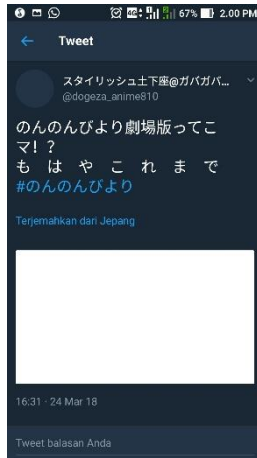 4G 67% 2.00 PM
Tweet
スタイリッシュ土下座@ガバガバ...
@dogeza_anime810
のんのんびより劇場版ってこ
マ!？
も は や こ れ ま で
#のんのんびより
Terjemahkan dari Jepang
16:31 · 24 Mar 18
Tweet balasan Anda